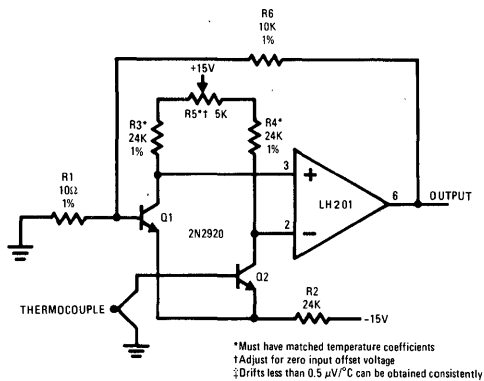 R6
10K
1%
+15V
R5*† 5K
R3*
24K
1%
R4*
24K
1%
R1
10Ω
1%
3
+
LH201
6
OUTPUT
2
−
Q1
2N2920
Q2
THERMOCOUPLE
R2
24K
-15V
*Must have matched temperature coefficients
†Adjust for zero input offset voltage
‡Drifts less than 0.5 µV/°C can be obtained consistently